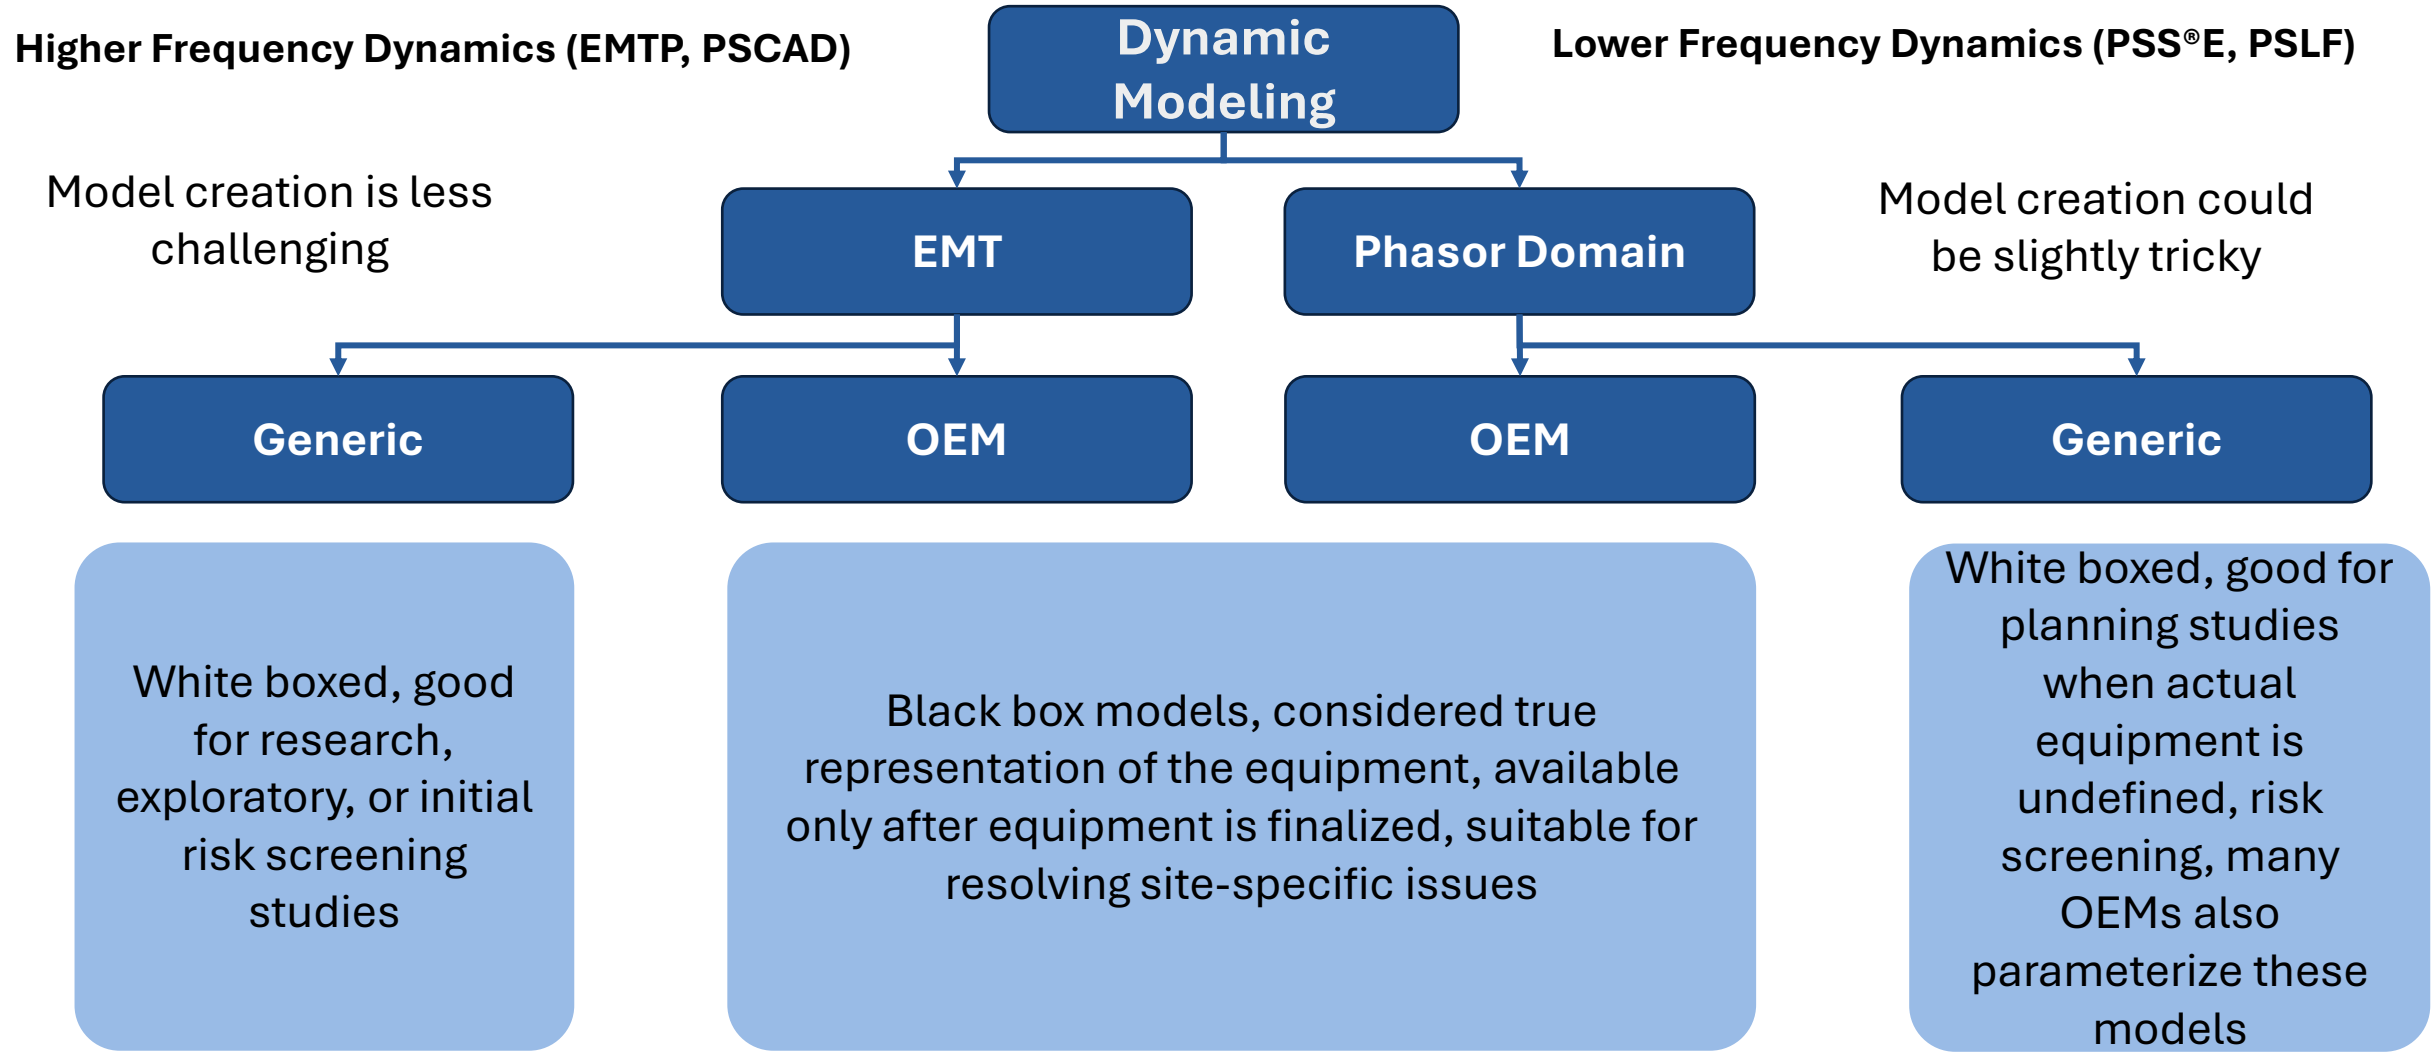 Higher Frequency Dynamics (EMTP, PSCAD)
Dynamic
Modeling
Lower Frequency Dynamics (PSS®E, PSLF)
Model creation is less
challenging
EMT
Phasor Domain
Model creation could
be slightly tricky
Generic
OEM
OEM
Generic
White boxed, good
for research,
exploratory, or initial
risk screening
studies
Black box models, considered true
representation of the equipment, available
only after equipment is finalized, suitable for
resolving site-specific issues
White boxed, good for
planning studies
when actual
equipment is
undefined, risk
screening, many
OEMs also
parameterize these
models